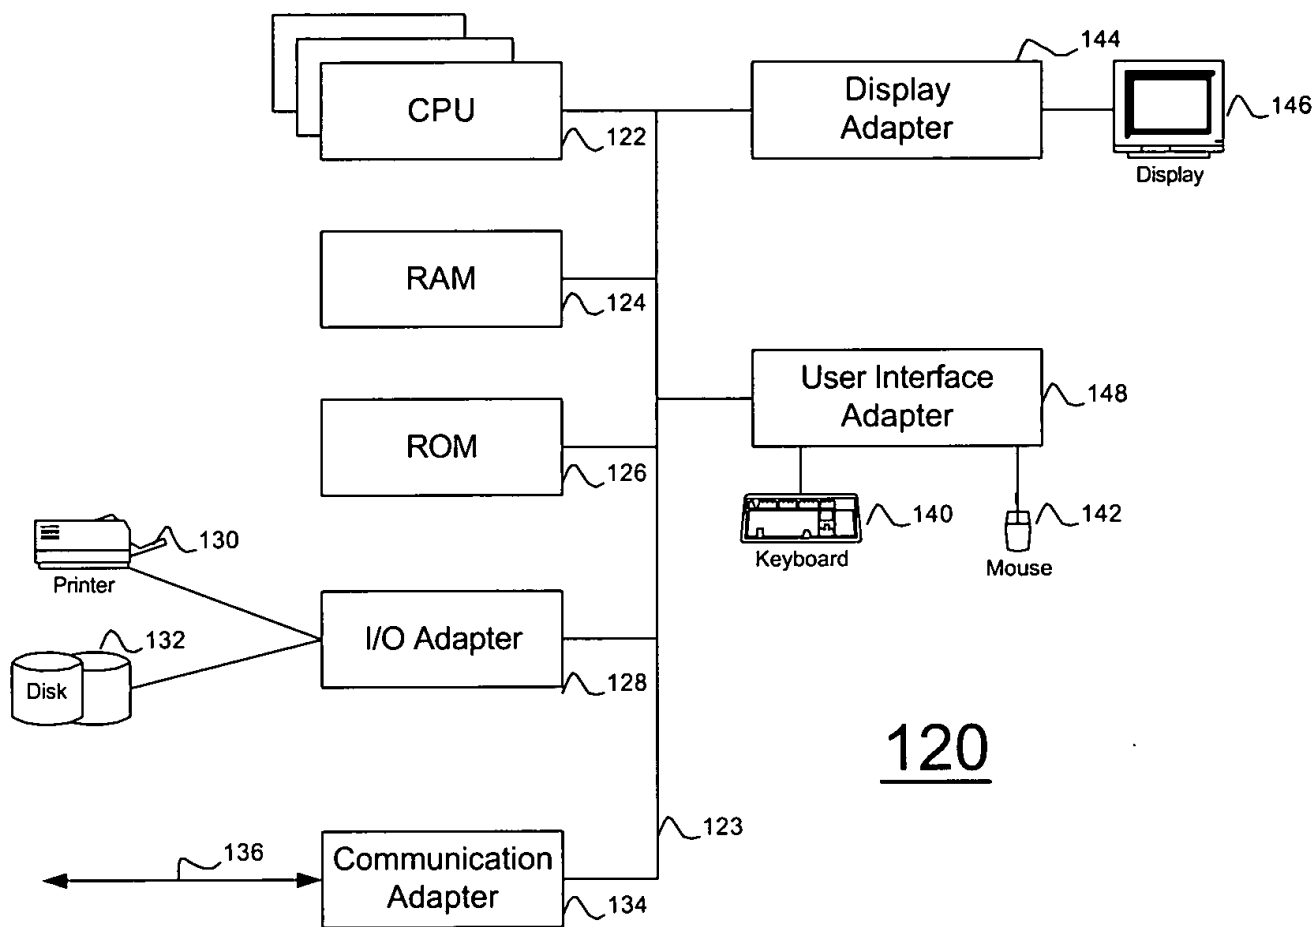 144
CPU
Display
Adapter
146
122
Display
RAM
124
User Interface
Adapter
148
ROM
126
140
142
130
Keyboard
Mouse
Printer
I/O Adapter
132
Disk
128
120
123
136
Communication
Adapter
134